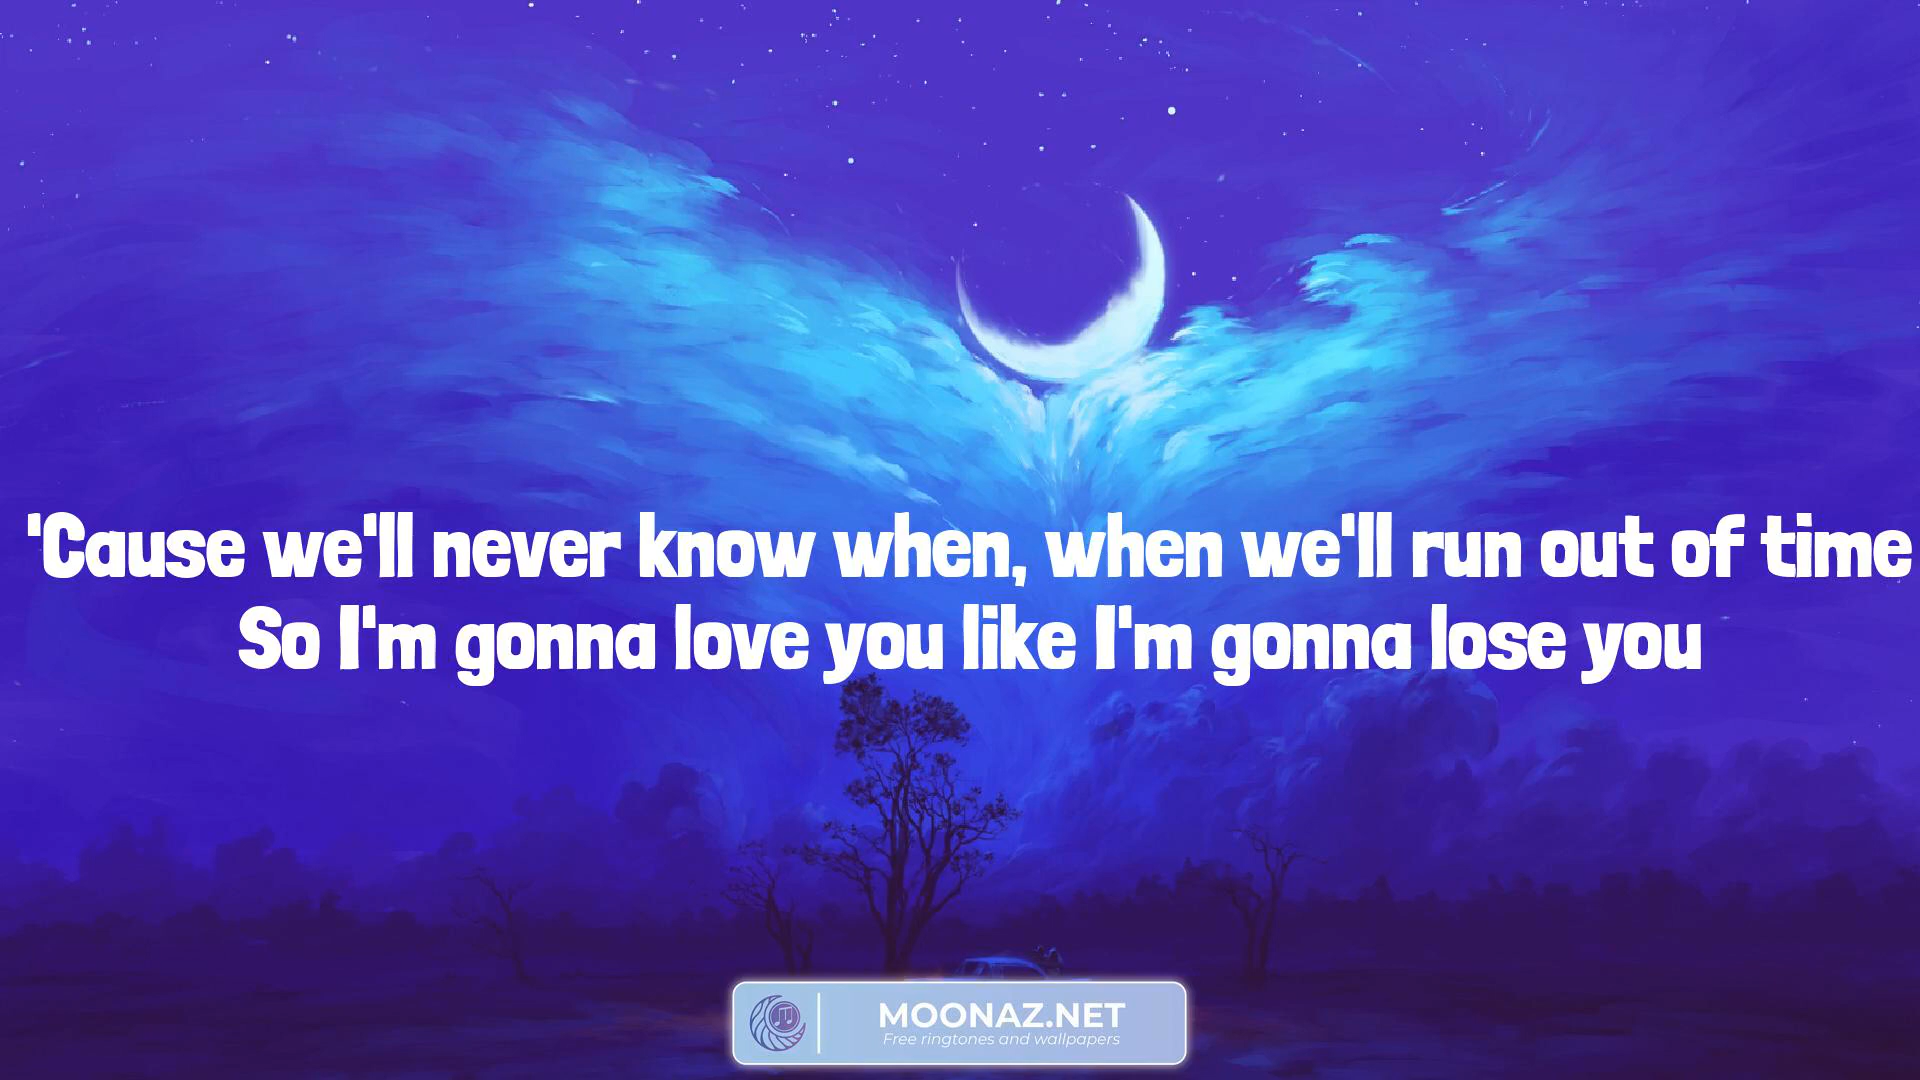 'Cause we'll never know when, when we'll run out of time
So I'm gonna love you like I'm gonna lose you
MOONAZ.NET
Free ringtones and wallpapers